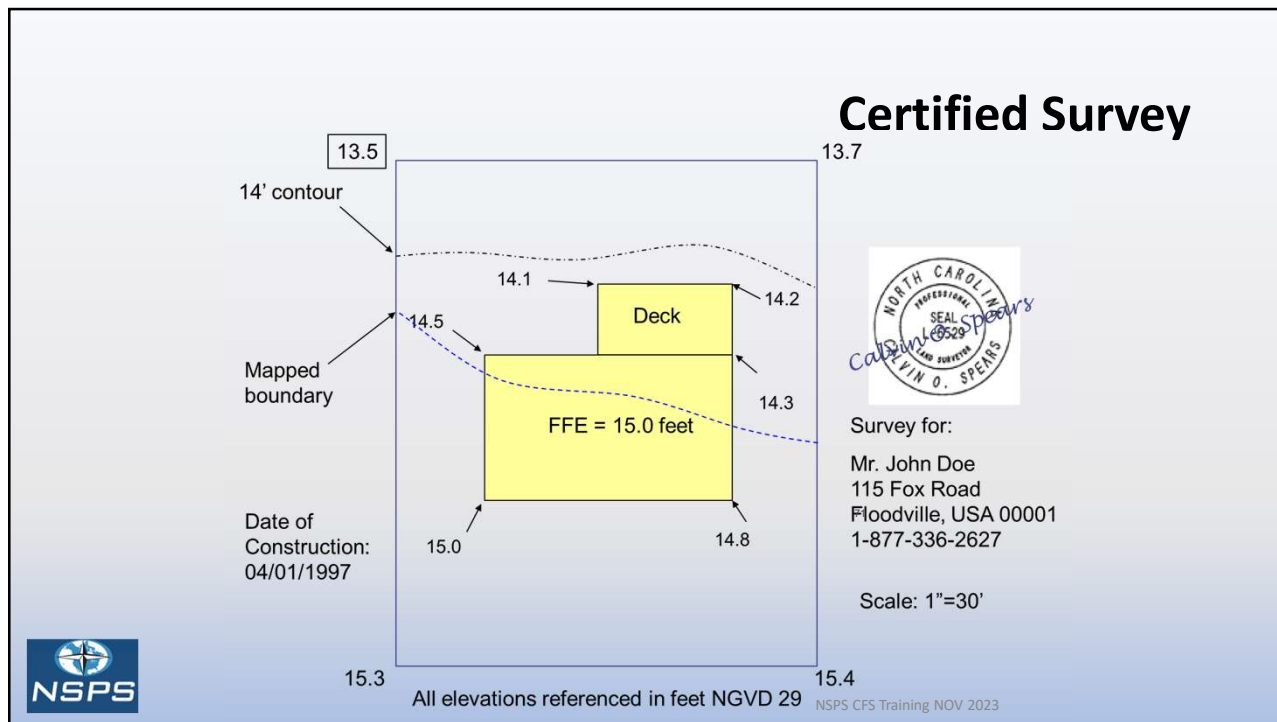 Certified Survey
13.5
13.7
14' contour
14.1
14.2
Deck
14.5
Mapped
boundary
14.3
FFE = 15.0 feet
NORTH CAROLINA
PROFESSIONAL
SEAL
LAND SURVEYOR
CALVIN O. SPEARS
Calvin O. Spears
Survey for:
Mr. John Doe
115 Fox Road
Floodville, USA 00001
1-877-336-2627
Date of
Construction:
04/01/1997
15.0
14.8
Scale: 1"=30'
NSPS
15.3
15.4
All elevations referenced in feet NGVD 29
NSPS CFS Training NOV 2023